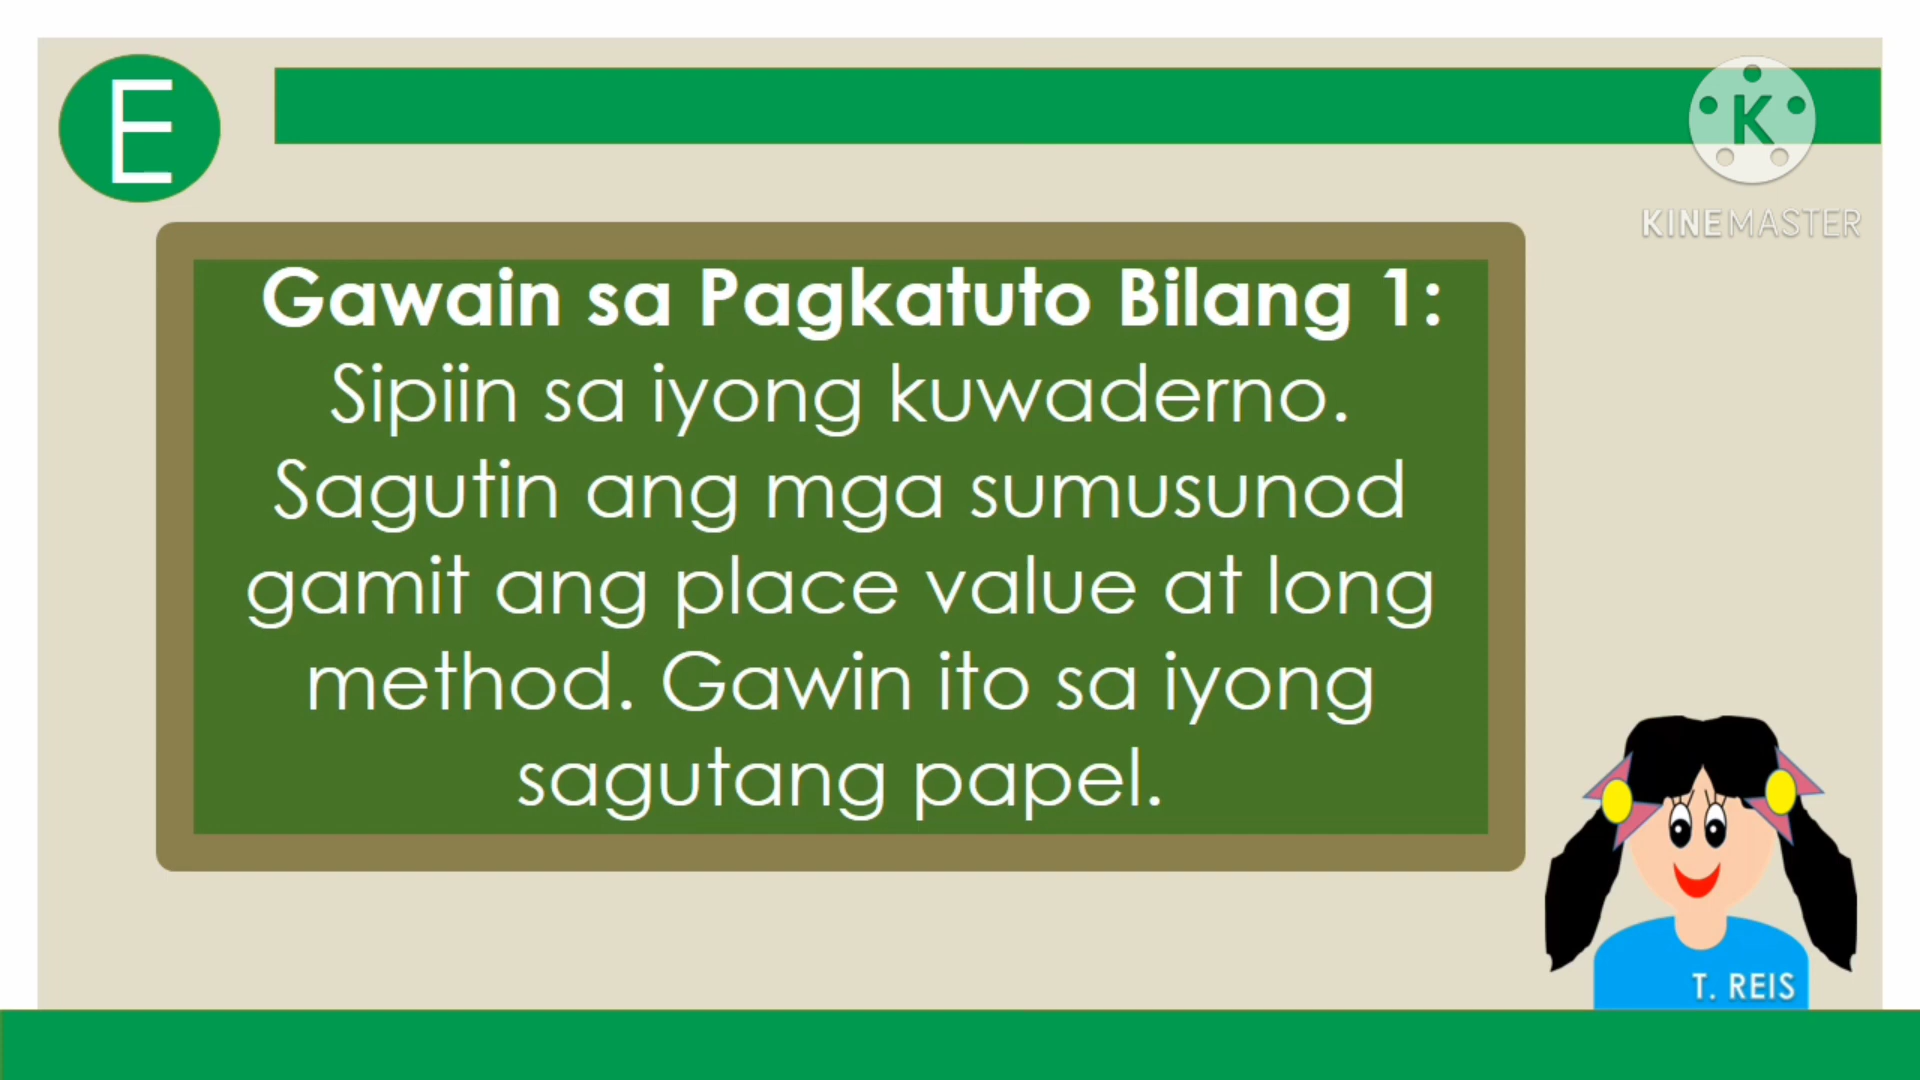 E
K
KINEMASTER
Gawain sa Pagkatuto Bilang 1:
Sipiin sa iyong kuwaderno.
Sagutin ang mga sumusunod
gamit ang place value at long
method. Gawin ito sa iyong
sagutang papel.
T. REIS